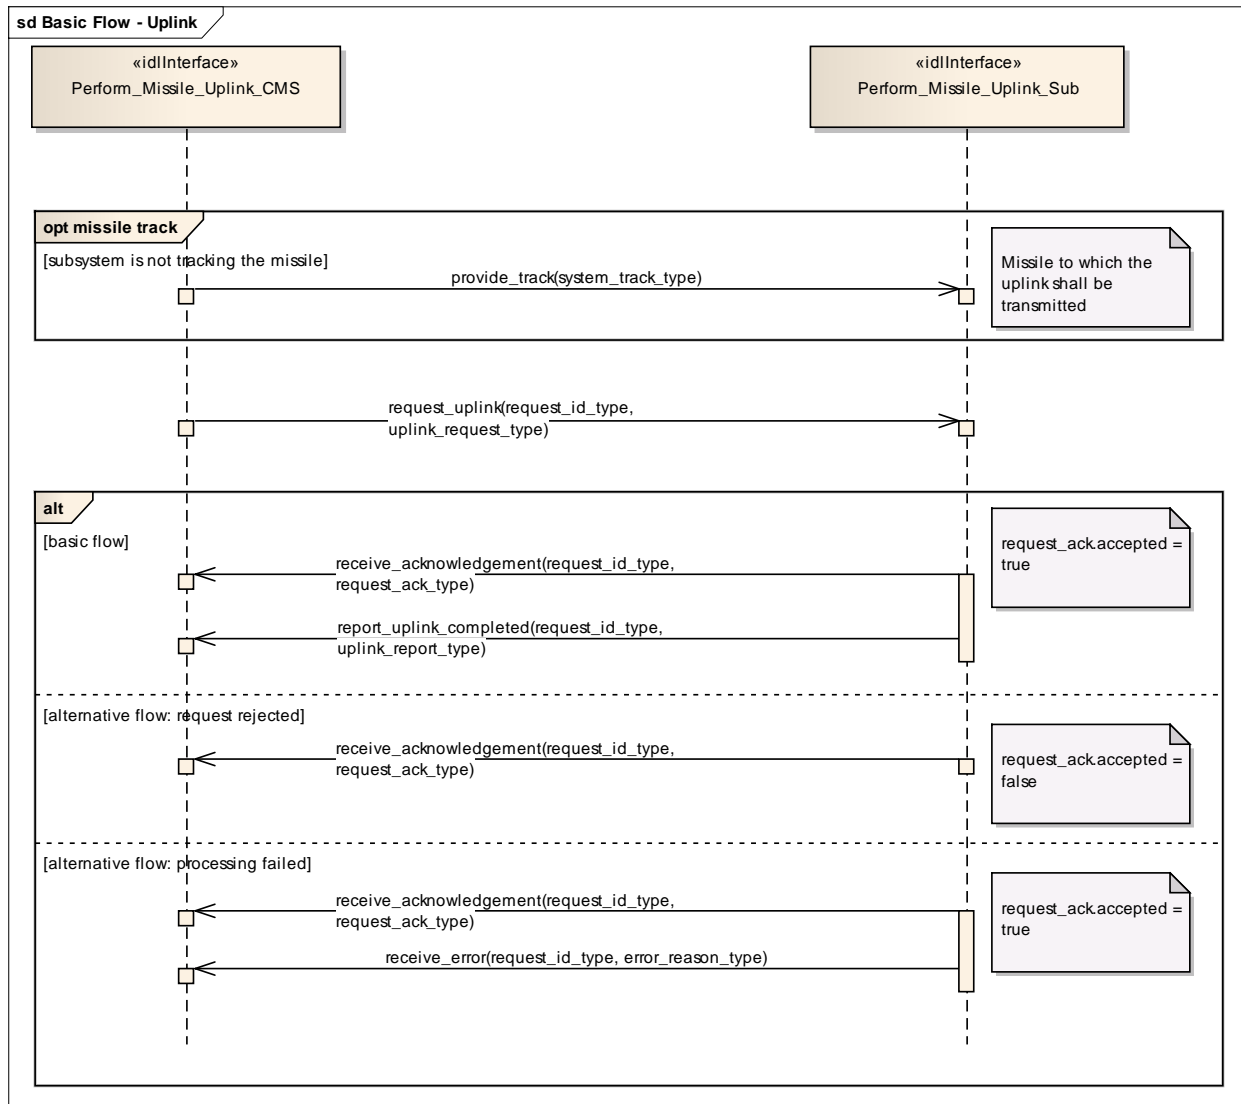 sd Basic Flow - Uplink
«idlInterface»
Perform_Missile_Uplink_CMS
«idlInterface»
Perform_Missile_Uplink_Sub
opt missile track
[subsystem is not tracking the missile]
provide_track(system_track_type)
Missile to which the
uplink shall be
transmitted
request_uplink(request_id_type,
uplink_request_type)
alt
[basic flow]
request_ack.accepted =
true
receive_acknowledgement(request_id_type,
request_ack_type)
report_uplink_completed(request_id_type,
uplink_report_type)
[alternative flow: request rejected]
receive_acknowledgement(request_id_type,
request_ack_type)
request_ack.accepted =
false
[alternative flow: processing failed]
receive_acknowledgement(request_id_type,
request_ack_type)
request_ack.accepted =
true
receive_error(request_id_type, error_reason_type)